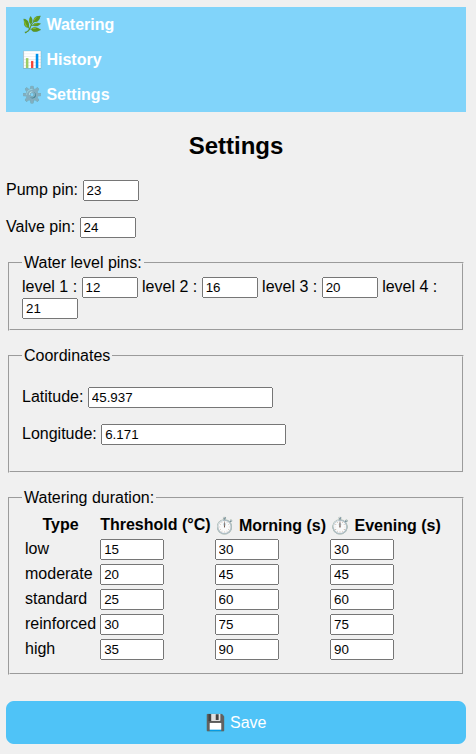 🌿 Watering
📊 History
⚙️ Settings
Settings
Pump pin: 23
Valve pin: 24
Water level pins:
level 1 : 12 level 2 : 16 level 3 : 20 level 4 :
21
Coordinates
Latitude: 45.937
Longitude: 6.171
Watering duration:
Type Threshold (°C) ⏱️ Morning (s) ⏱️ Evening (s)
low 15 30 30
moderate 20 45 45
standard 25 60 60
reinforced 30 75 75
high 35 90 90
💾 Save